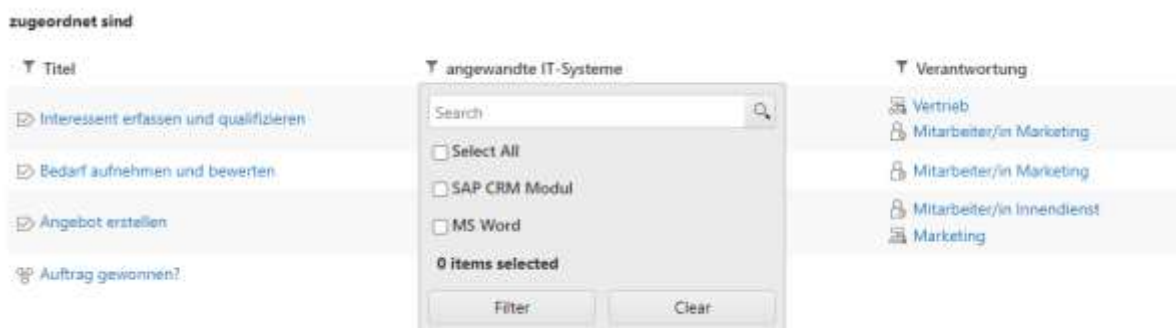 zugeordnet sind
Titel
angewandte IT-Systeme
Verantwortung
Interessent erfassen und qualifizieren
Search
Vertrieb
Mitarbeiter/in Marketing
Select All
Bedarf aufnehmen und bewerten
SAP CRM Modul
Mitarbeiter/in Marketing
Angebot erstellen
MS Word
Mitarbeiter/in Innendienst
Marketing
Auftrag gewonnen?
0 items selected
Filter
Clear